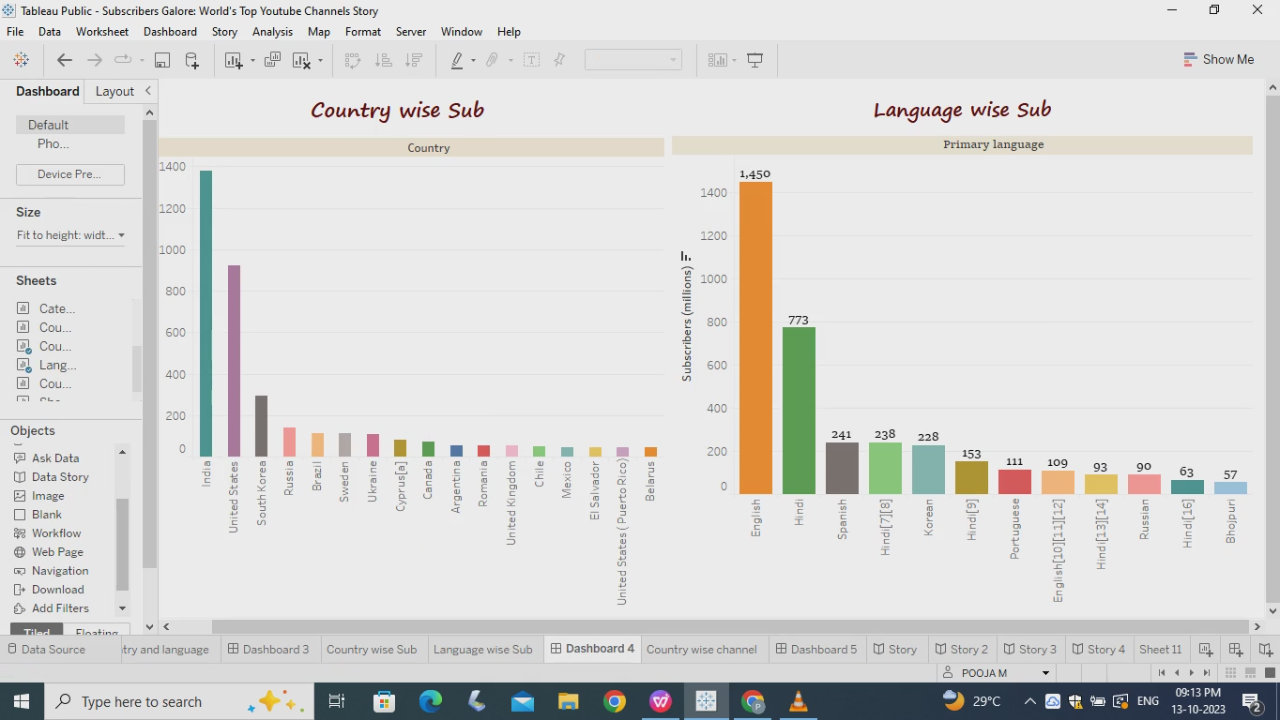 Tableau Public - Subscribers Galore: World's Top Youtube Channels Story
File Data Worksheet Dashboard Story Analysis Map Format Server Window Help
Show Me
Dashboard Layout
Default
Pho...
Device Pre...
Size
Fit to height: widt...
Sheets
Cate...
Cou...
Cou...
Lang...
Cou...
Objects
Ask Data
Data Story
Image
Blank
Workflow
Web Page
Navigation
Download
Add Filters
Tiled Floating
Country wise Sub
Country
1400
1200
1000
800
600
400
200
0
India
United States
South Korea
Russia
Brazil
Sweden
Ukraine
Cyprus[a]
Canada
Argentina
Romania
United Kingdom
Chile
Mexico
El Salvador
United States ( Puerto Rico)
Belarus
Language wise Sub
Primary language
Subscribers (millions)
1400
1200
1000
800
600
400
200
0
1,450
773
241
238
228
153
111
109
93
90
63
57
English
Hindi
Spanish
Hindi[7][8]
Korean
Hindi[9]
Portuguese
English[10][11][12]
Hindi[13][14]
Russian
Hindi[16]
Bhojpuri
Data Source try and language Dashboard 3 Country wise Sub Language wise Sub Dashboard 4 Country wise channel Dashboard 5 Story Story 2 Story 3 Story 4 Sheet 11
POOJA M
Type here to search
29°C
ENG
09:13 PM
13-10-2023
2